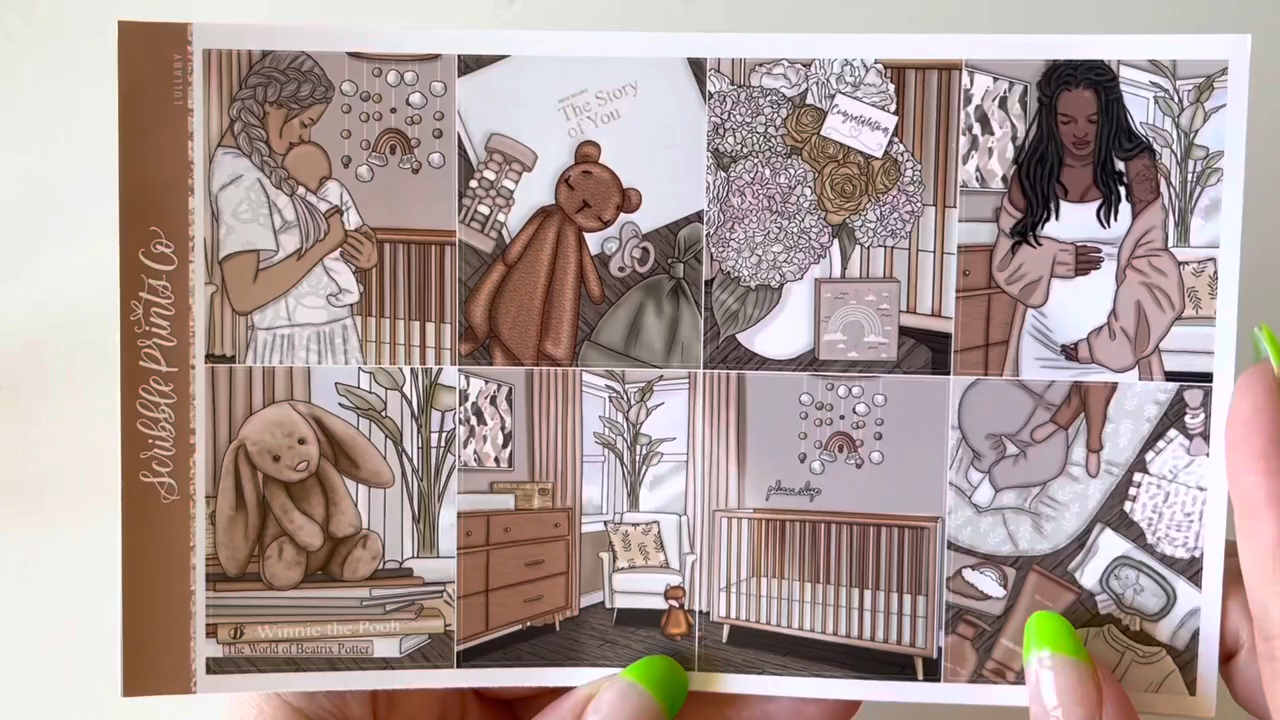 LULLABY
Scribble Prints Co
The Story
of You
Congratulations
please sleep
Winnie the Pooh
The World of Beatrix Potter